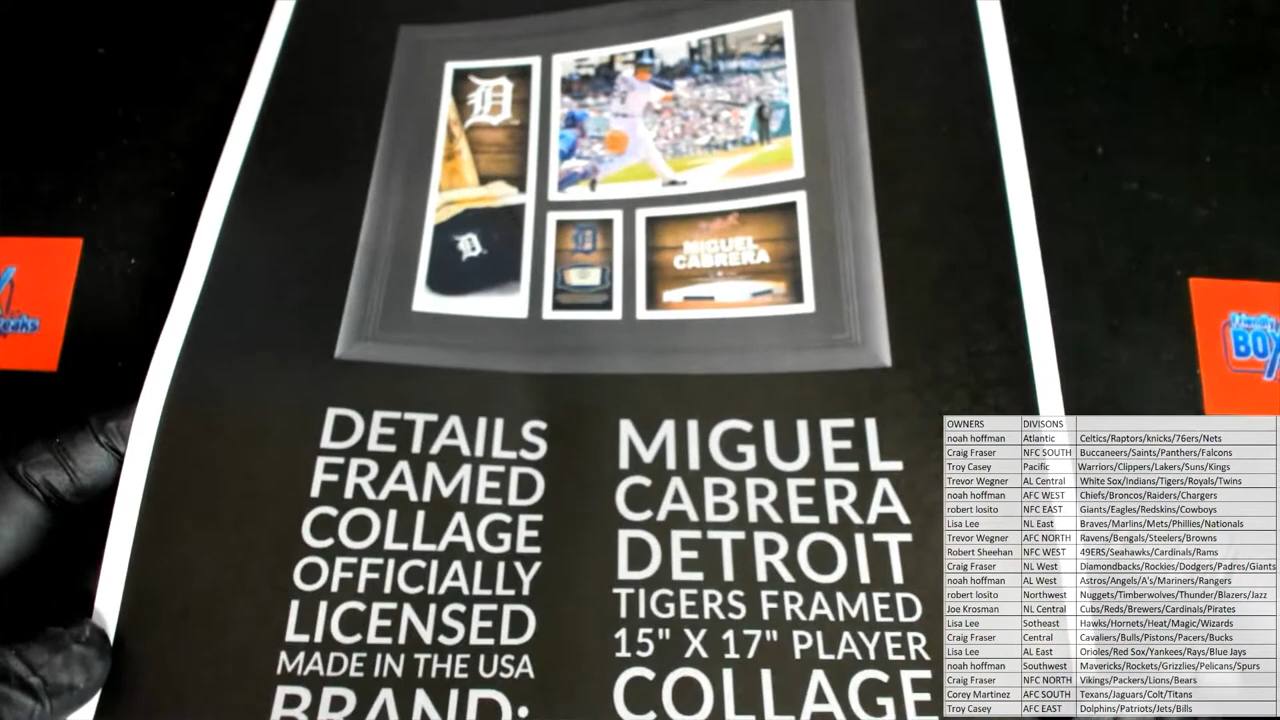 D
D
MIGUEL
CABRERA
DETAILS
FRAMED
COLLAGE
OFFICIALLY
LICENSED
MADE IN THE USA
BRAND:
MIGUEL
CABRERA
DETROIT
TIGERS FRAMED
15" X 17" PLAYER
COLLAGE
BOX
OWNERS DIVISONS
noah hoffman Atlantic Celtics/Raptors/knicks/76ers/Nets
Craig Fraser NFC SOUTH Buccaneers/Saints/Panthers/Falcons
Troy Casey Pacific Warriors/Clippers/Lakers/Suns/Kings
Trevor Wegner AL Central White Sox/Indians/Tigers/Royals/Twins
noah hoffman AFC WEST Chiefs/Broncos/Raiders/Chargers
robert losito NFC EAST Giants/Eagles/Redskins/Cowboys
Lisa Lee NL East Braves/Marlins/Mets/Phillies/Nationals
Trevor Wegner AFC NORTH Ravens/Bengals/Steelers/Browns
Robert Sheehan NFC WEST 49ERS/Seahawks/Cardinals/Rams
Craig Fraser NL West Diamondbacks/Rockies/Dodgers/Padres/Giants
noah hoffman AL West Astros/Angels/A's/Mariners/Rangers
robert losito Northwest Nuggets/Timberwolves/Thunder/Blazers/Jazz
Joe Krosman NL Central Cubs/Reds/Brewers/Cardinals/Pirates
Lisa Lee Sotheast Hawks/Hornets/Heat/Magic/Wizards
Craig Fraser Central Cavaliers/Bulls/Pistons/Pacers/Bucks
Lisa Lee AL East Orioles/Red Sox/Yankees/Rays/Blue Jays
noah hoffman Southwest Mavericks/Rockets/Grizzlies/Pelicans/Spurs
Craig Fraser NFC NORTH Vikings/Packers/Lions/Bears
Corey Martinez AFC SOUTH Texans/Jaguars/Colt/Titans
Troy Casey AFC EAST Dolphins/Patriots/Jets/Bills